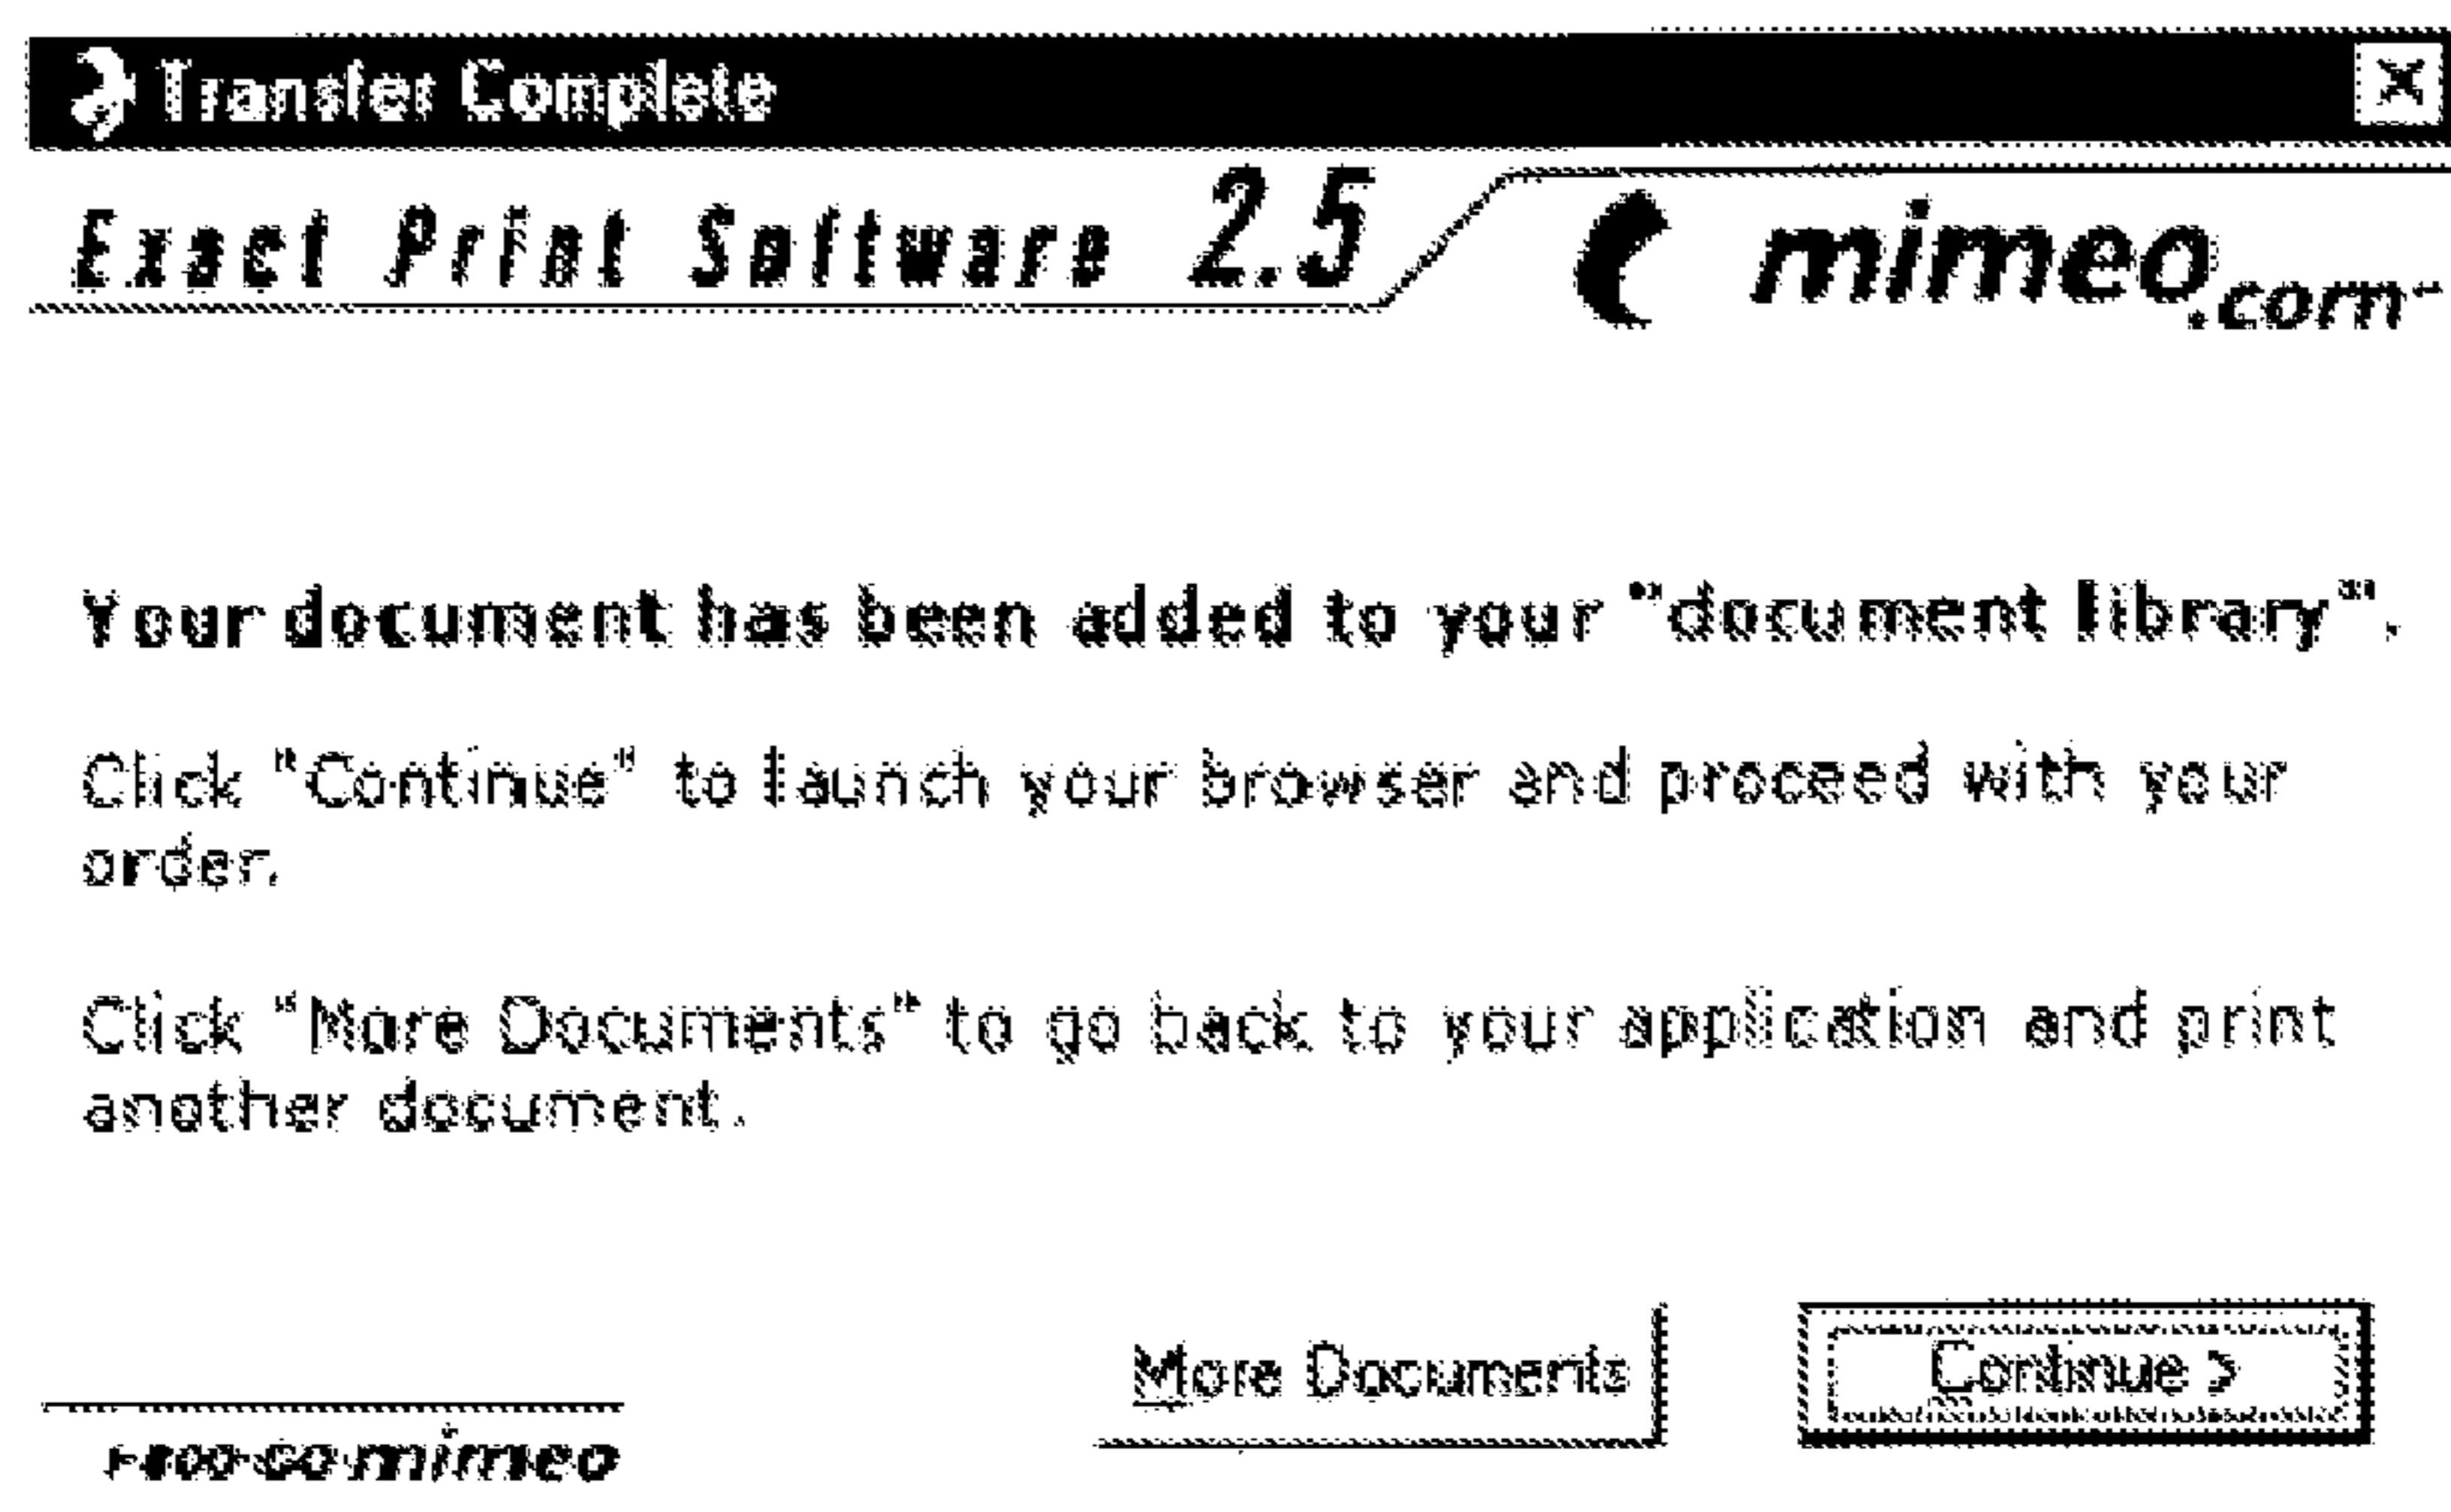 Transfer Complete
Exact Print Software 2.5
mimeo.com
Your document has been added to your "document library".
Click "Continue" to launch your browser and proceed with your
order.
Click "More Documents" to go back to your application and print
another document.
More Documents
Continue >
mimeo